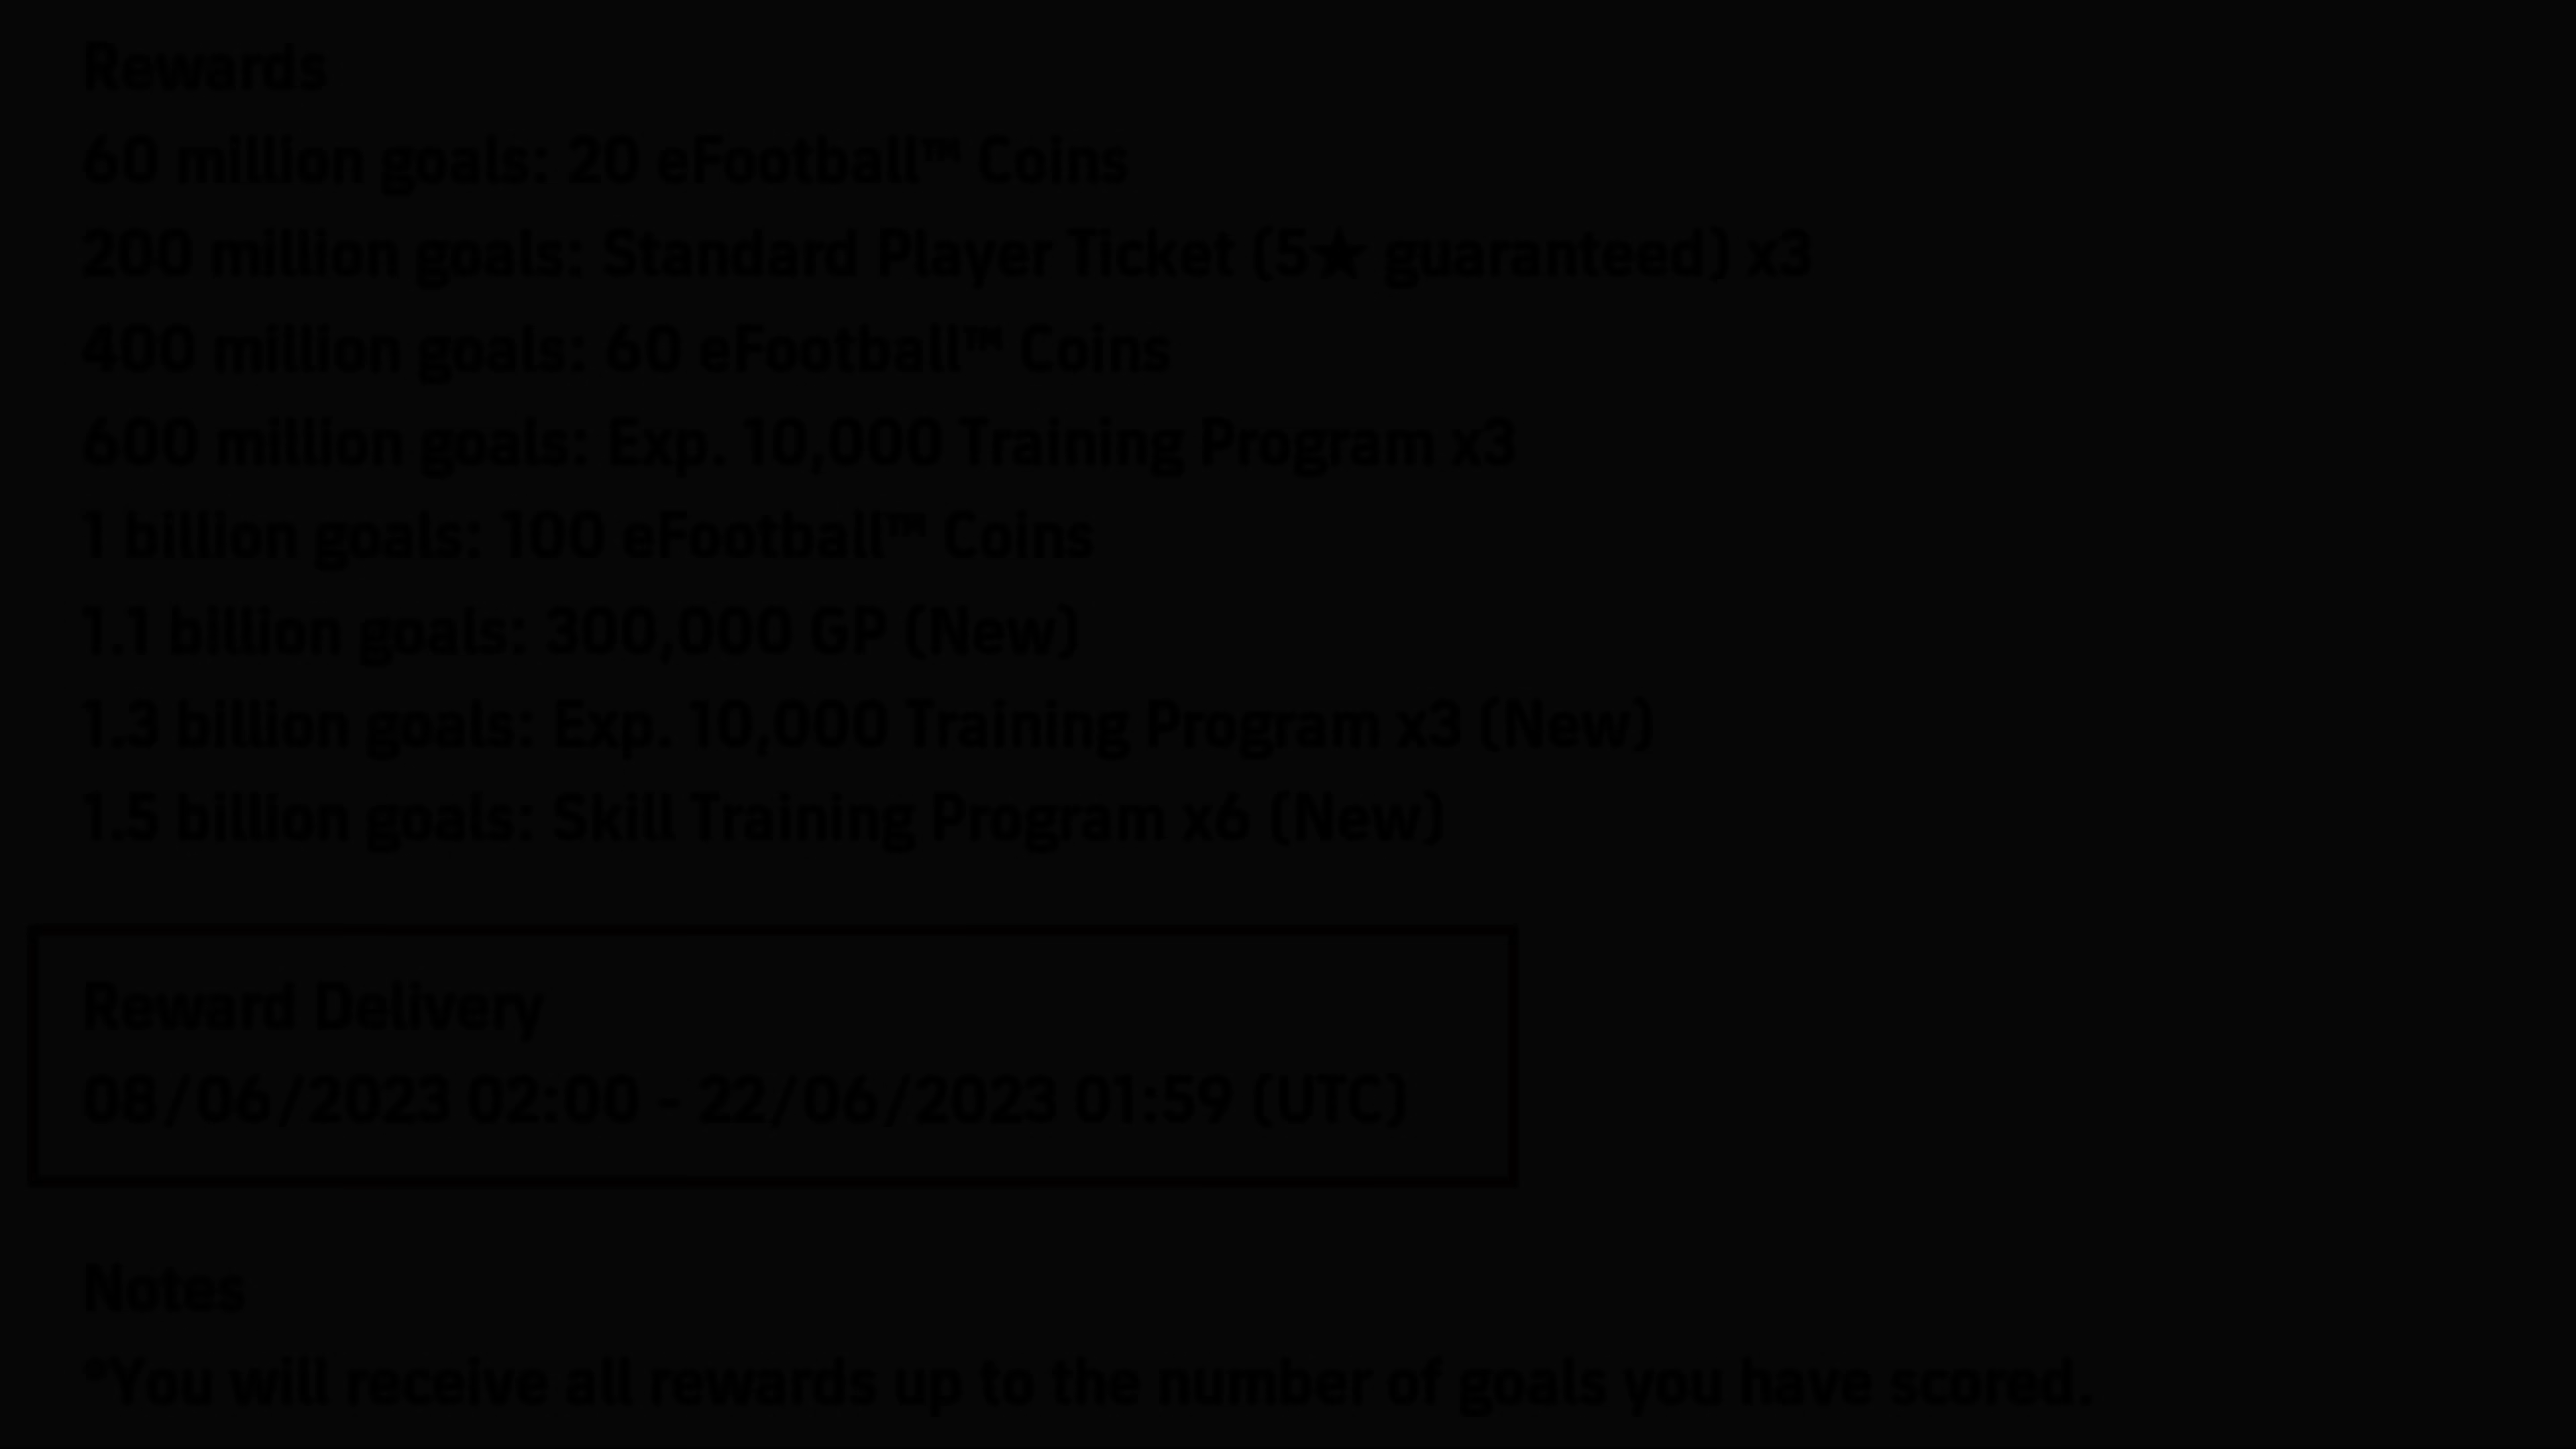 Rewards
60 million goals: 20 eFootball™ Coins
200 million goals: Standard Player Ticket (5★ guaranteed) x3
400 million goals: 60 eFootball™ Coins
600 million goals: Exp. 10,000 Training Program x3
1 billion goals: 100 eFootball™ Coins
1.1 billion goals: 300,000 GP (New)
1.3 billion goals: Exp. 10,000 Training Program x3 (New)
1.5 billion goals: Skill Training Program x6 (New)
Reward Delivery
08/06/2023 02:00 - 22/06/2023 01:59 (UTC)
Notes
*You will receive all rewards up to the number of goals you have scored.